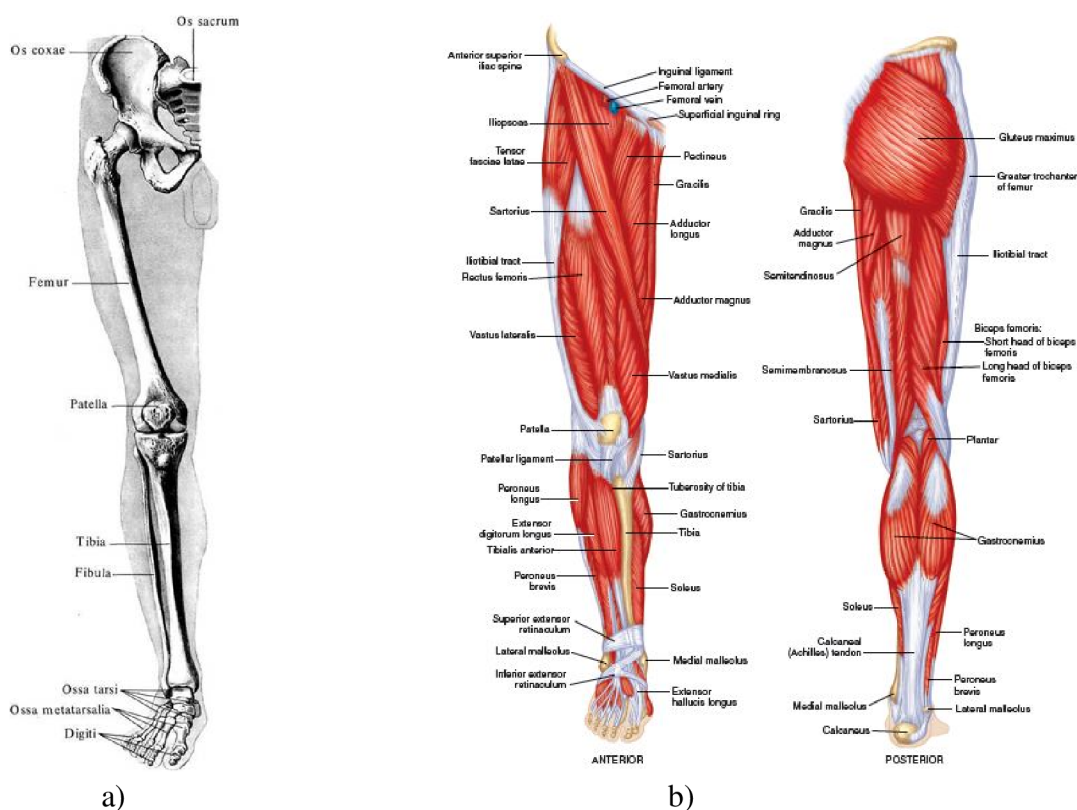 Os sacrum
Os coxae
Femur
Patella
Tibia
Fibula
Ossa tarsi
Ossa metatarsalia
Digiti
a)
Anterior superior
iliac spine
Inguinal ligament
Femoral artery
Femoral vein
Superficial inguinal ring
Iliopsoas
Tensor
fasciae latae
Pectineus
Gracilis
Sartorius
Adductor
longus
Iliotibial tract
Rectus femoris
Adductor magnus
Vastus lateralis
Vastus medialis
Patella
Patellar ligament
Sartorius
Peroneus
longus
Tuberosity of tibia
Extensor
digitorum longus
Gastrocnemius
Tibia
Tibialis anterior
Peroneus
brevis
Soleus
Superior extensor
retinaculum
Lateral malleolus
Medial malleolus
Inferior extensor
retinaculum
Extensor
hallucis longus
ANTERIOR
Gluteus maximus
Greater trochanter
of femur
Gracilis
Adductor
magnus
Iliotibial tract
Semitendinosus
Biceps femoris:
Short head of biceps
femoris
Long head of biceps
femoris
Semimembranosus
Sartorius
Plantar
Gastrocnemius
Soleus
Peroneus
longus
Calcaneal
(Achilles) tendon
Peroneus
brevis
Medial malleolus
Lateral malleolus
Calcaneus
POSTERIOR
b)